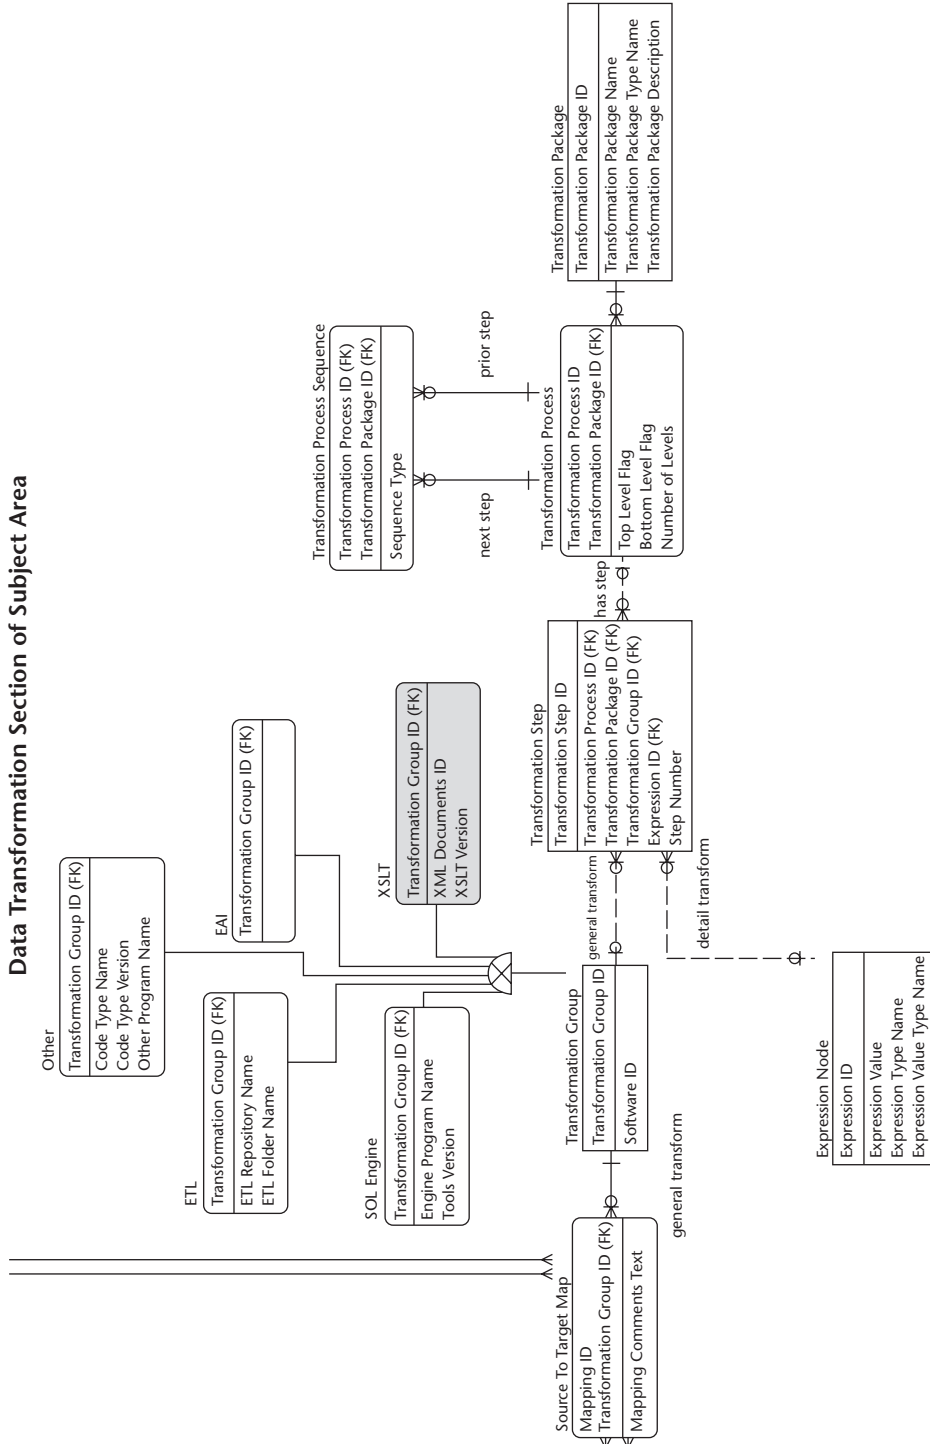 Data Transformation Section of Subject Area
Other
Transformation Group ID (FK)
Code Type Name
Code Type Version
Other Program Name
EAI
Transformation Group ID (FK)
ETL
Transformation Group ID (FK)
ETL Repository Name
ETL Folder Name
XSLT
Transformation Group ID (FK)
XML Documents ID
XSLT Version
SOL Engine
Transformation Group ID (FK)
Engine Program Name
Tools Version
Transformation Process Sequence
Transformation Process ID (FK)
Transformation Package ID (FK)
Sequence Type
next step
prior step
Source To Target Map
Mapping ID
Transformation Group ID (FK)
Mapping Comments Text
general transform
Transformation Group
Transformation Group ID
Software ID
general transform
Transformation Step
Transformation Step ID
Transformation Process ID (FK)
Transformation Package ID (FK)
Transformation Group ID (FK)
Expression ID (FK)
Step Number
has step
Transformation Process
Transformation Process ID
Transformation Package ID (FK)
Top Level Flag
Bottom Level Flag
Number of Levels
Transformation Package
Transformation Package ID
Transformation Package Name
Transformation Package Type Name
Transformation Package Description
detail transform
Expression Node
Expression ID
Expression Value
Expression Type Name
Expression Value Type Name